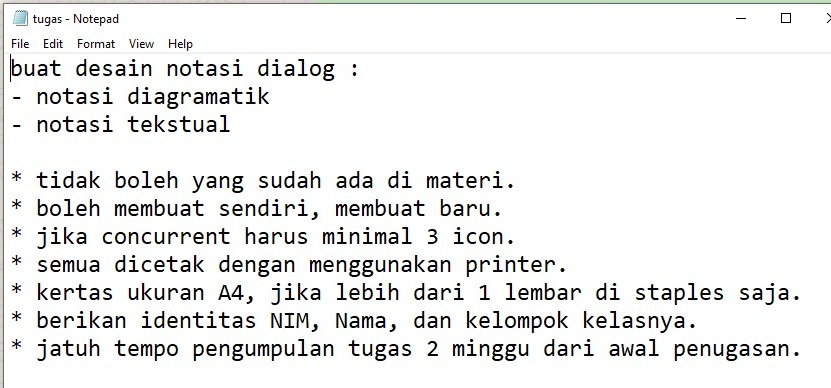 tugas - Notepad
File Edit Format View Help
buat desain notasi dialog :
- notasi diagramatik
- notasi tekstual
* tidak boleh yang sudah ada di materi.
* boleh membuat sendiri, membuat baru.
* jika concurrent harus minimal 3 icon.
* semua dicetak dengan menggunakan printer.
* kertas ukuran A4, jika lebih dari 1 lembar di staples saja.
* berikan identitas NIM, Nama, dan kelompok kelasnya.
* jatuh tempo pengumpulan tugas 2 minggu dari awal penugasan.